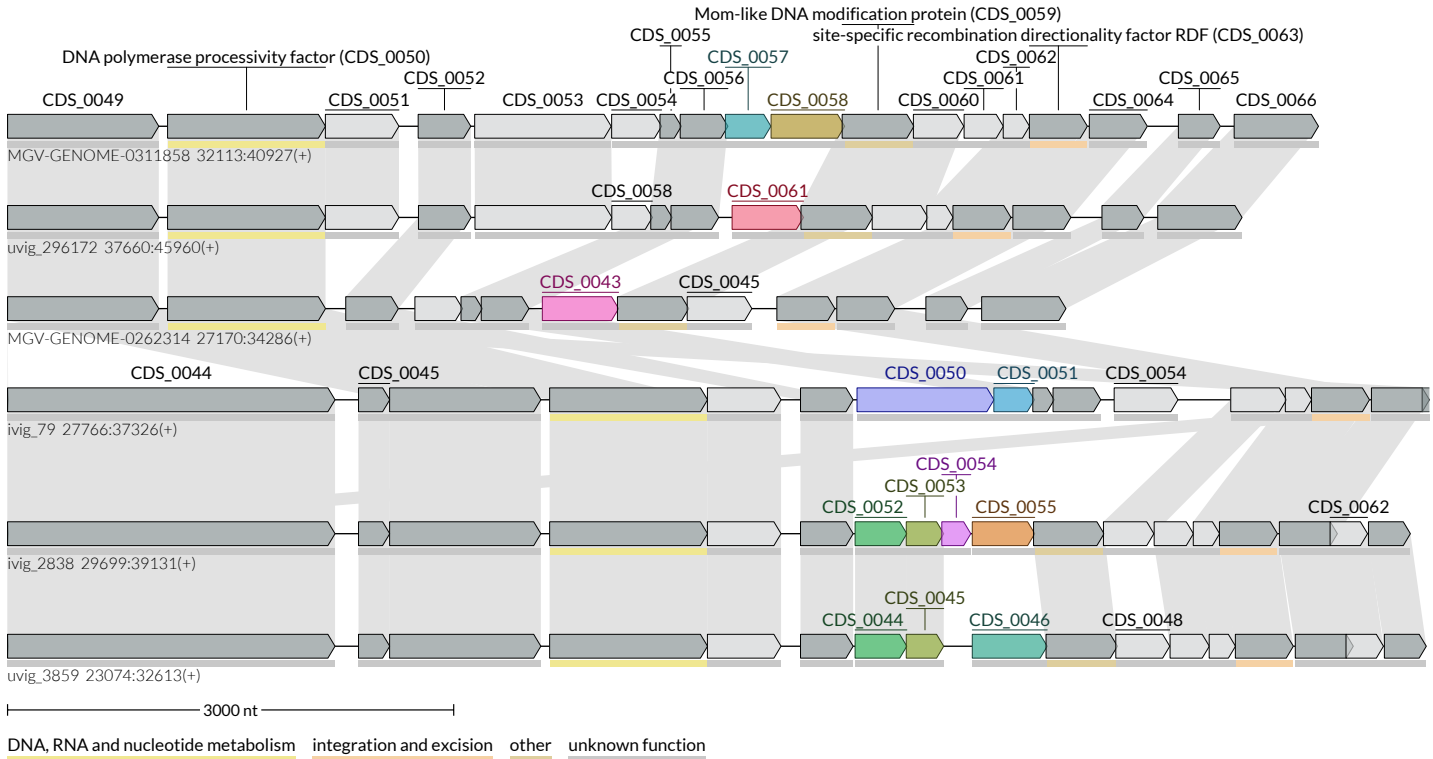 Mom-like DNA modification protein (CDS_0059)
CDS_0055
site-specific recombination directionality factor RDF (CDS_0063)
DNA polymerase processivity factor (CDS_0050)
CDS_0057
CDS_0062
CDS_0052
CDS_0056
CDS_0061
CDS_0065
CDS_0049
CDS_0051
CDS_0053
CDS_0054
CDS_0058
CDS_0060
CDS_0064
CDS_0066
MGV-GENOME-0311858 32113:40927(+)
CDS_0058
CDS_0061
uvig_296172 37660:45960(+)
CDS_0043
CDS_0045
MGV-GENOME-0262314 27170:34286(+)
CDS_0044
CDS_0045
CDS_0050
CDS_0051
CDS_0054
ivig_79 27766:37326(+)
CDS_0054
CDS_0053
CDS_0052
CDS_0055
CDS_0062
ivig_2838 29699:39131(+)
CDS_0045
CDS_0044
CDS_0046
CDS_0048
uvig_3859 23074:32613(+)
3000 nt
DNA, RNA and nucleotide metabolism
integration and excision
other
unknown function